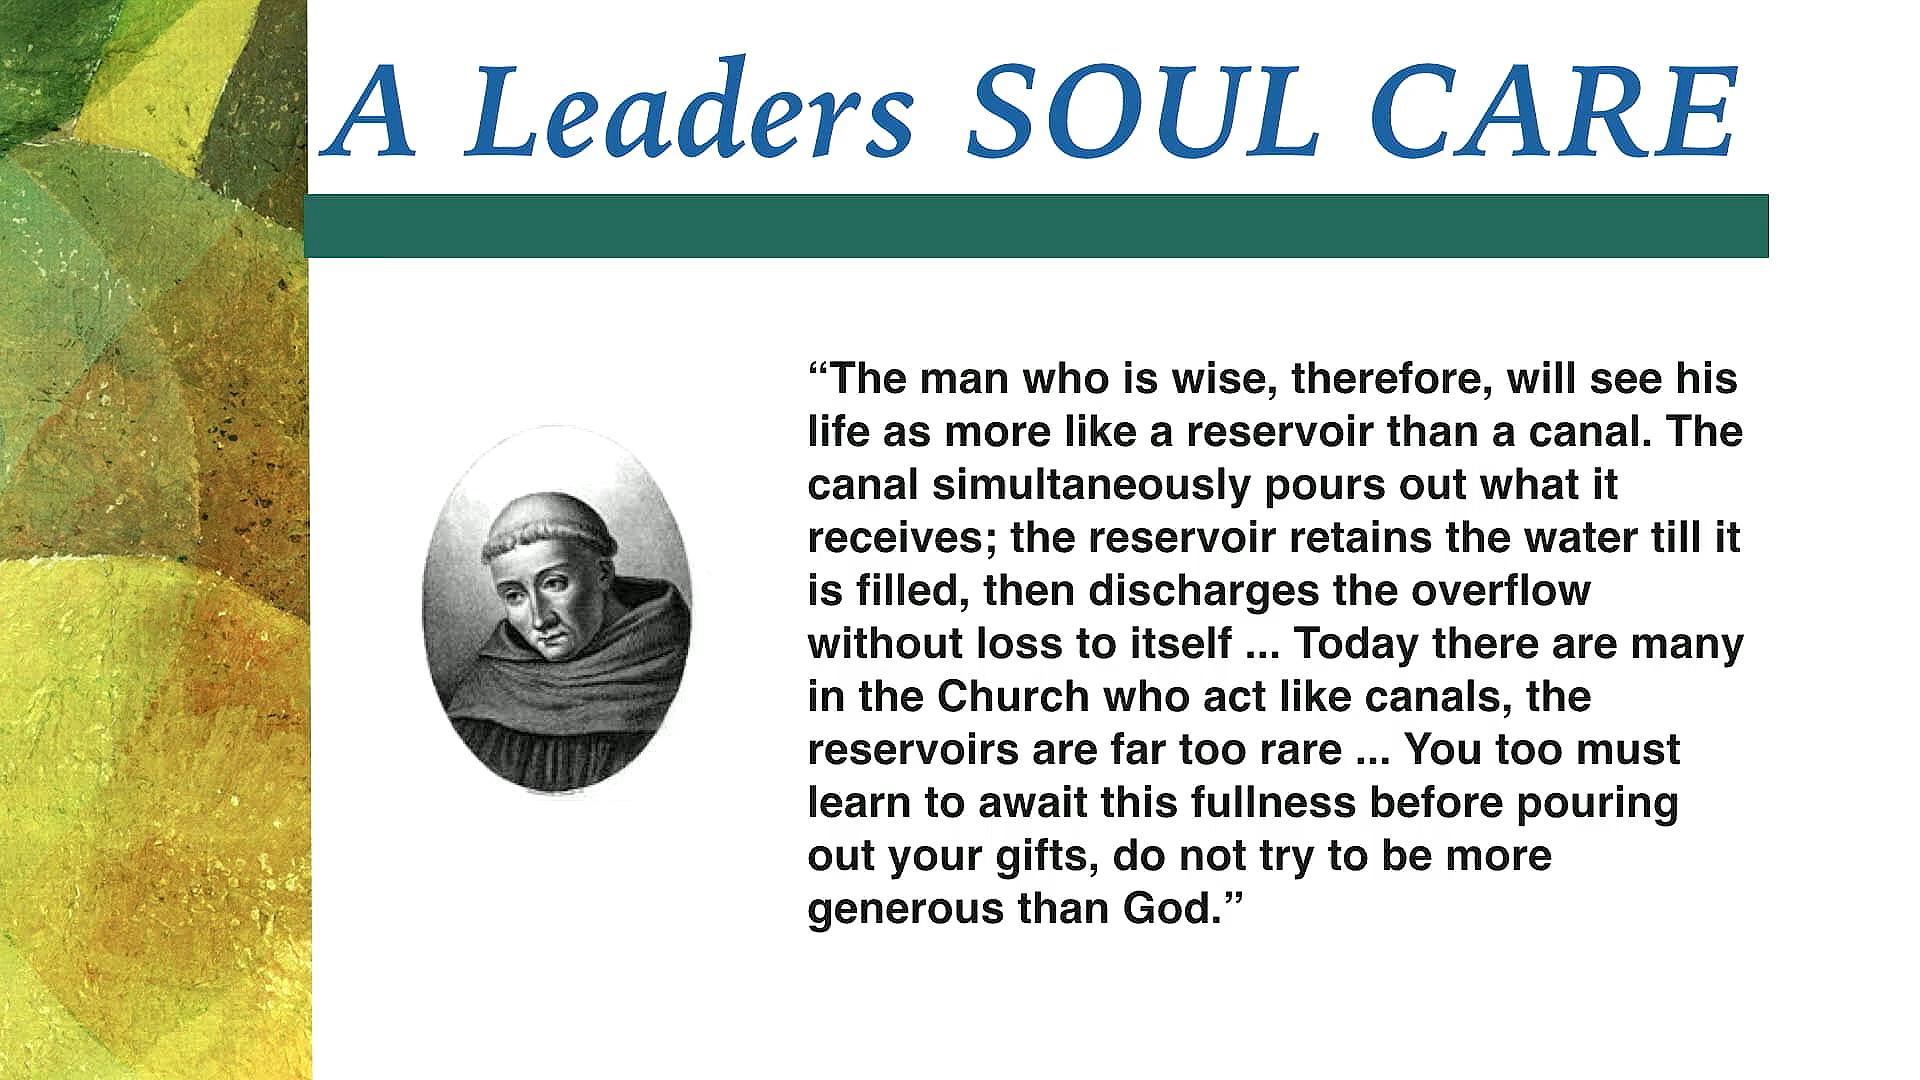 A Leaders SOUL CARE
“The man who is wise, therefore, will see his
life as more like a reservoir than a canal. The
canal simultaneously pours out what it
receives; the reservoir retains the water till it
is filled, then discharges the overflow
without loss to itself ... Today there are many
in the Church who act like canals, the
reservoirs are far too rare ... You too must
learn to await this fullness before pouring
out your gifts, do not try to be more
generous than God.”